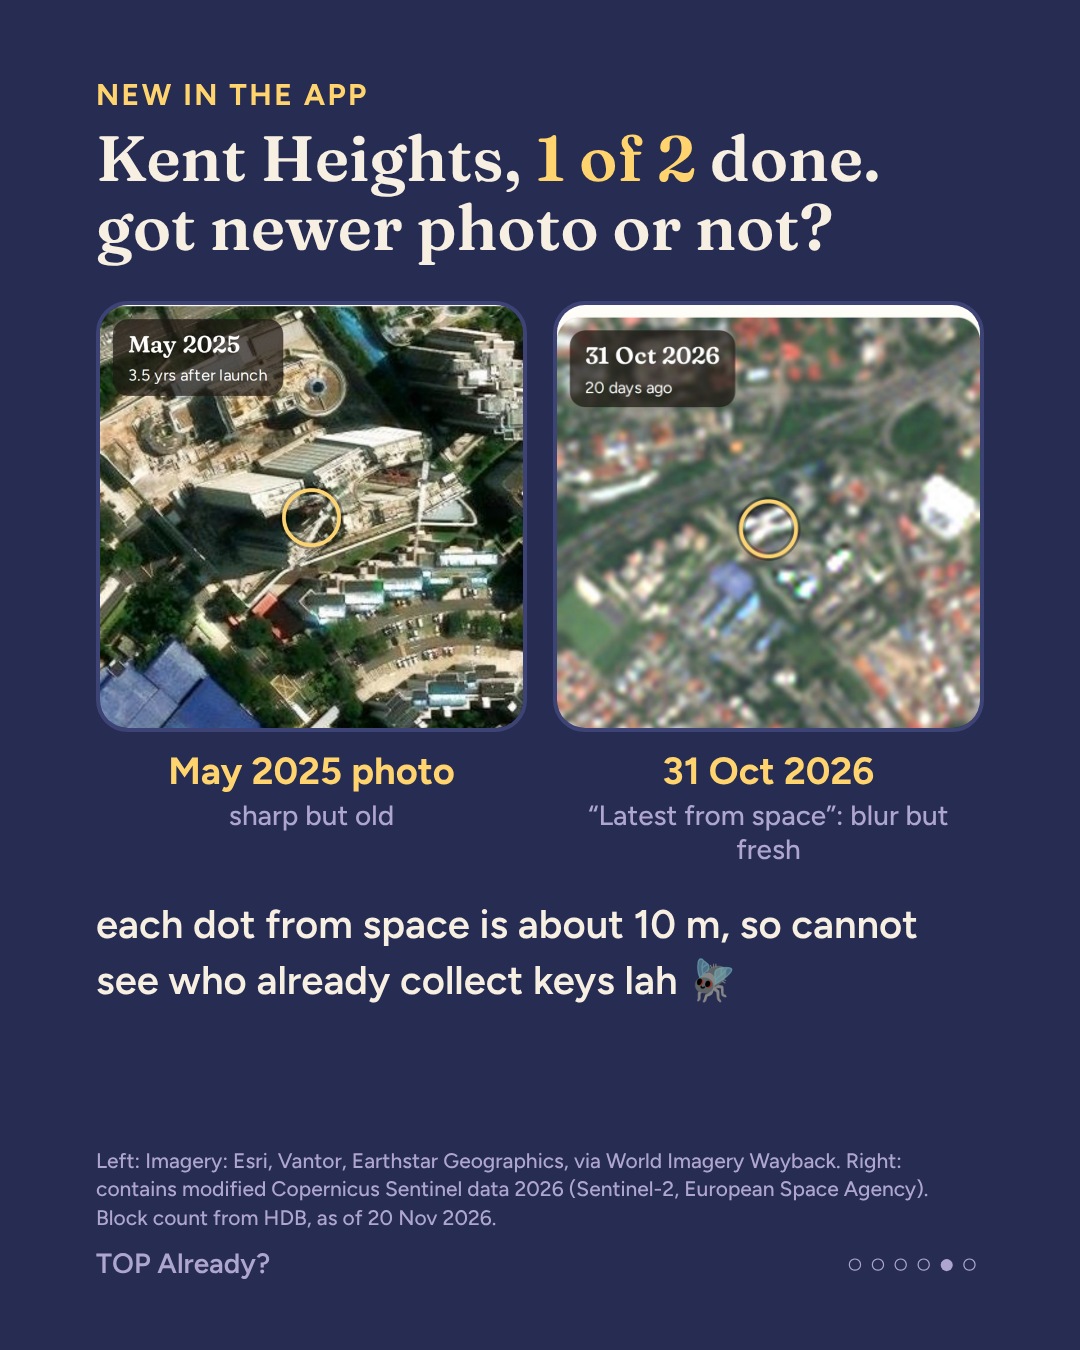 NEW IN THE APP
Kent Heights, 1 of 2 done.
got newer photo or not?
May 2025
3.5 yrs after launch
31 Oct 2026
20 days ago
May 2025 photo
sharp but old
31 Oct 2026
“Latest from space”: blur but
fresh
each dot from space is about 10 m, so cannot
see who already collect keys lah 🪰
Left: Imagery: Esri, Vantor, Earthstar Geographics, via World Imagery Wayback. Right:
contains modified Copernicus Sentinel data 2026 (Sentinel-2, European Space Agency).
Block count from HDB, as of 20 Nov 2026.
TOP Already?